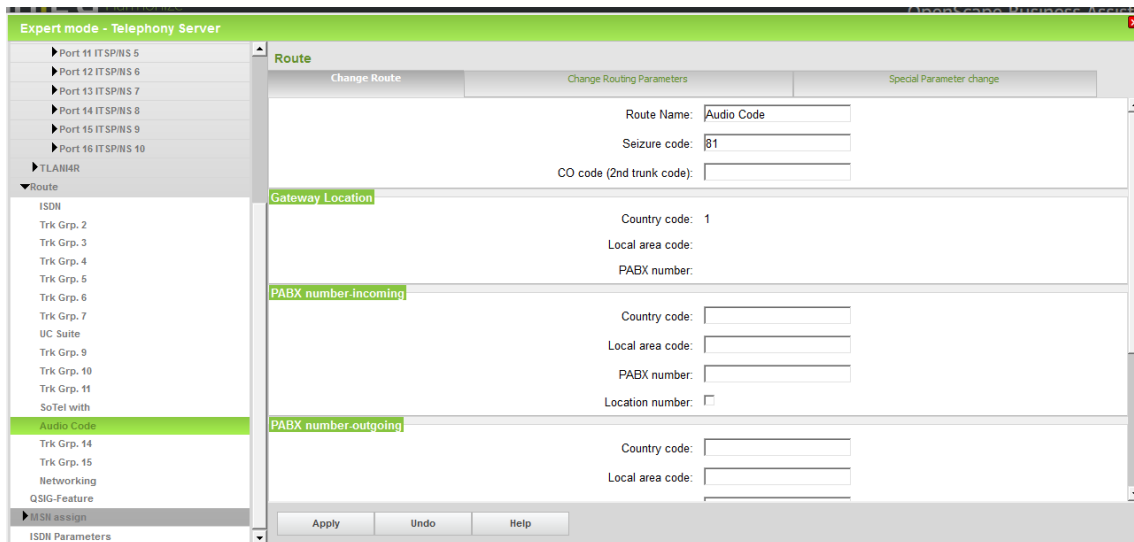 Harmonize
OpenScape Business Assist
Expert mode - Telephony Server
Port 11 ITSP/NS 5
Port 12 ITSP/NS 6
Port 13 ITSP/NS 7
Port 14 ITSP/NS 8
Port 15 ITSP/NS 9
Port 16 ITSP/NS 10
TLANI4R
Route
ISDN
Trk Grp. 2
Trk Grp. 3
Trk Grp. 4
Trk Grp. 5
Trk Grp. 6
Trk Grp. 7
UC Suite
Trk Grp. 9
Trk Grp. 10
Trk Grp. 11
SoTel with
Audio Code
Trk Grp. 14
Trk Grp. 15
Networking
QSIG-Feature
MSN assign
ISDN Parameters
Route
Change Route
Change Routing Parameters
Special Parameter change
Route Name: Audio Code
Seizure code: 81
CO code (2nd trunk code):
Gateway Location
Country code: 1
Local area code:
PABX number:
PABX number-incoming
Country code:
Local area code:
PABX number:
Location number:
PABX number-outgoing
Country code:
Local area code:
Apply
Undo
Help